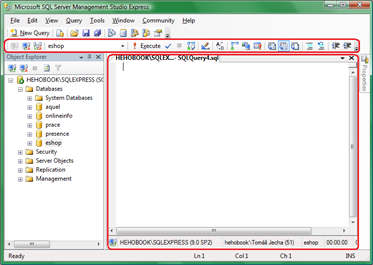 Microsoft SQL Server Management Studio Express
File Edit View Query Tools Window Community Help
New Query
eshop Execute
Object Explorer
HEHOBOOK\SQLEX...- SQLQuery4.sql
Properties
HEHOBOOK\SQLEXPRESS (S
Databases
System Databases
aquel
onlineinfo
prace
presence
eshop
Security
Server Objects
Replication
Management
HEHOBOOK\SQLEXPRESS (9.0 SP2) hehobook\Tomáš Jecha (51) eshop 00:00:00
Ready Ln 1 Col 1 Ch 1 INS